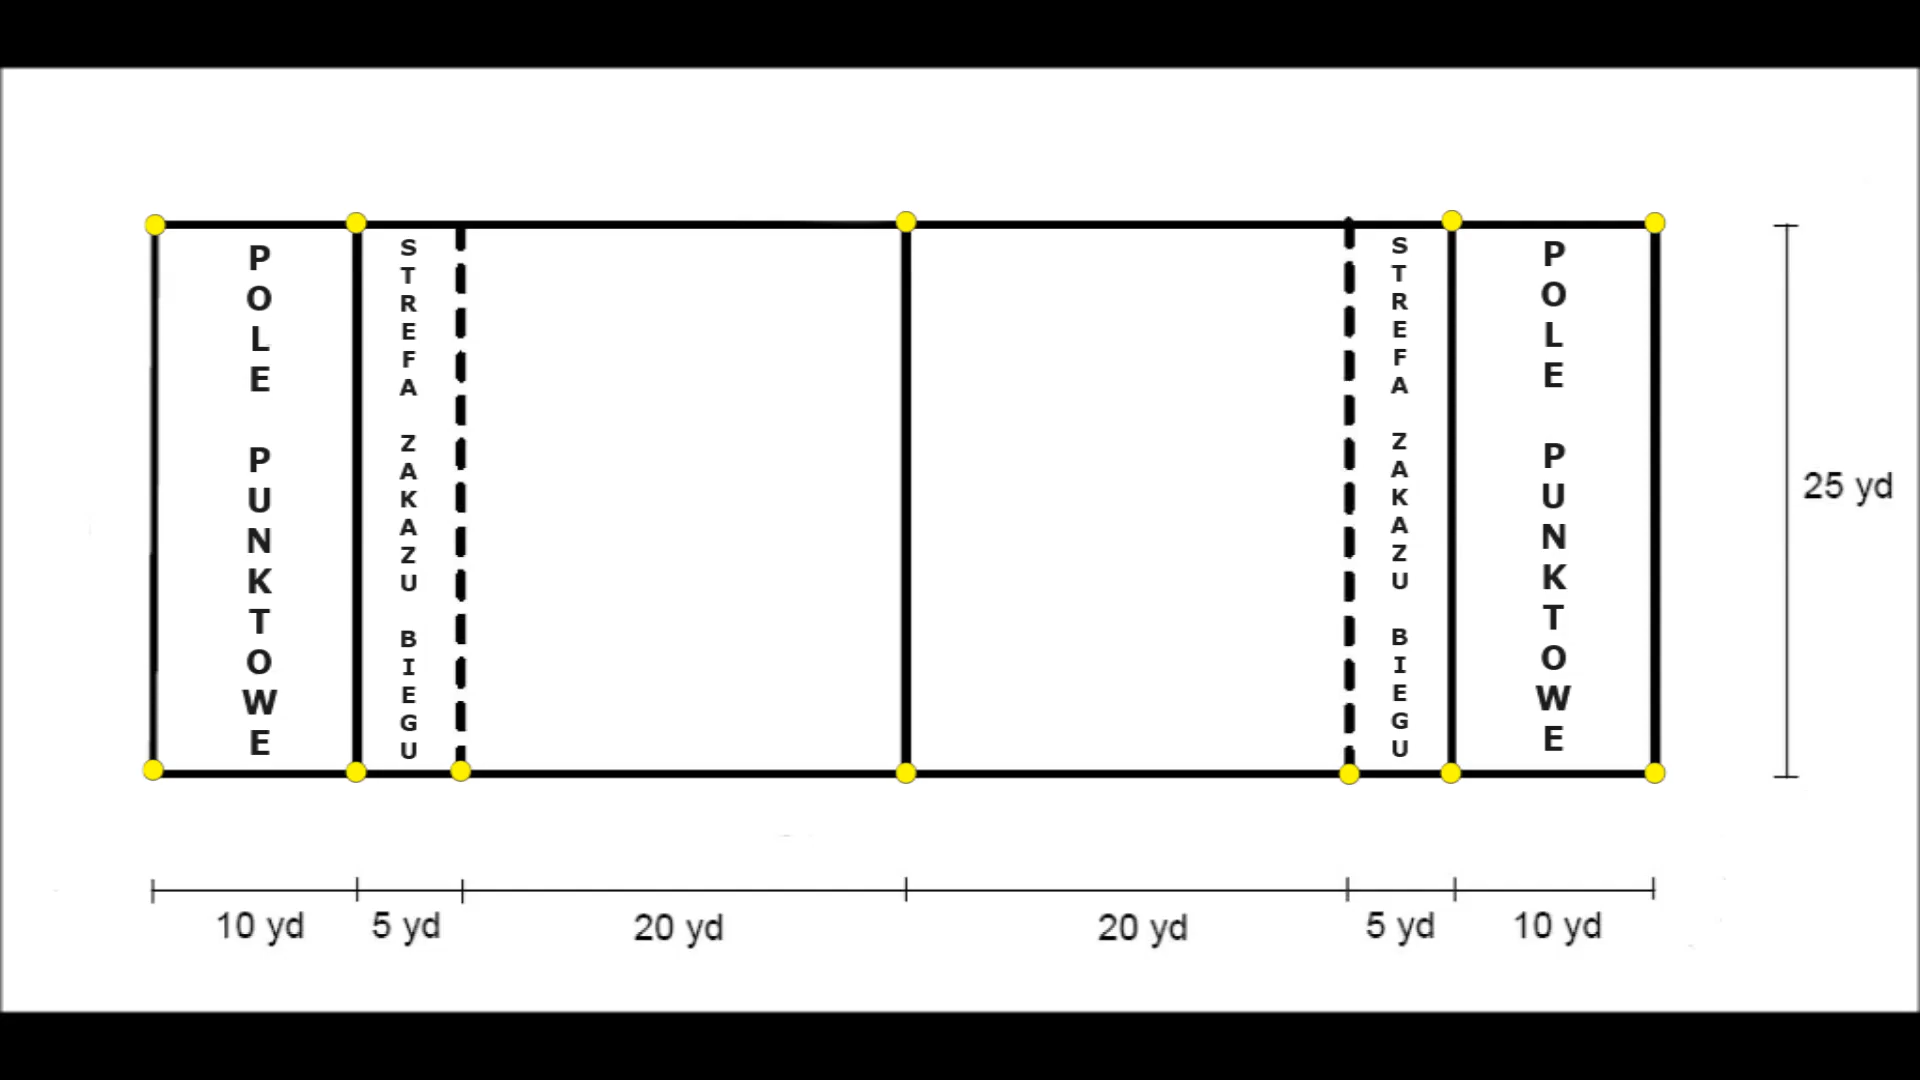 POLE PUNKTOWE
STREFA ZAKAZU BIEGU
STREFA ZAKAZU BIEGU
POLE PUNKTOWE
25 yd
10 yd
5 yd
20 yd
20 yd
5 yd
10 yd